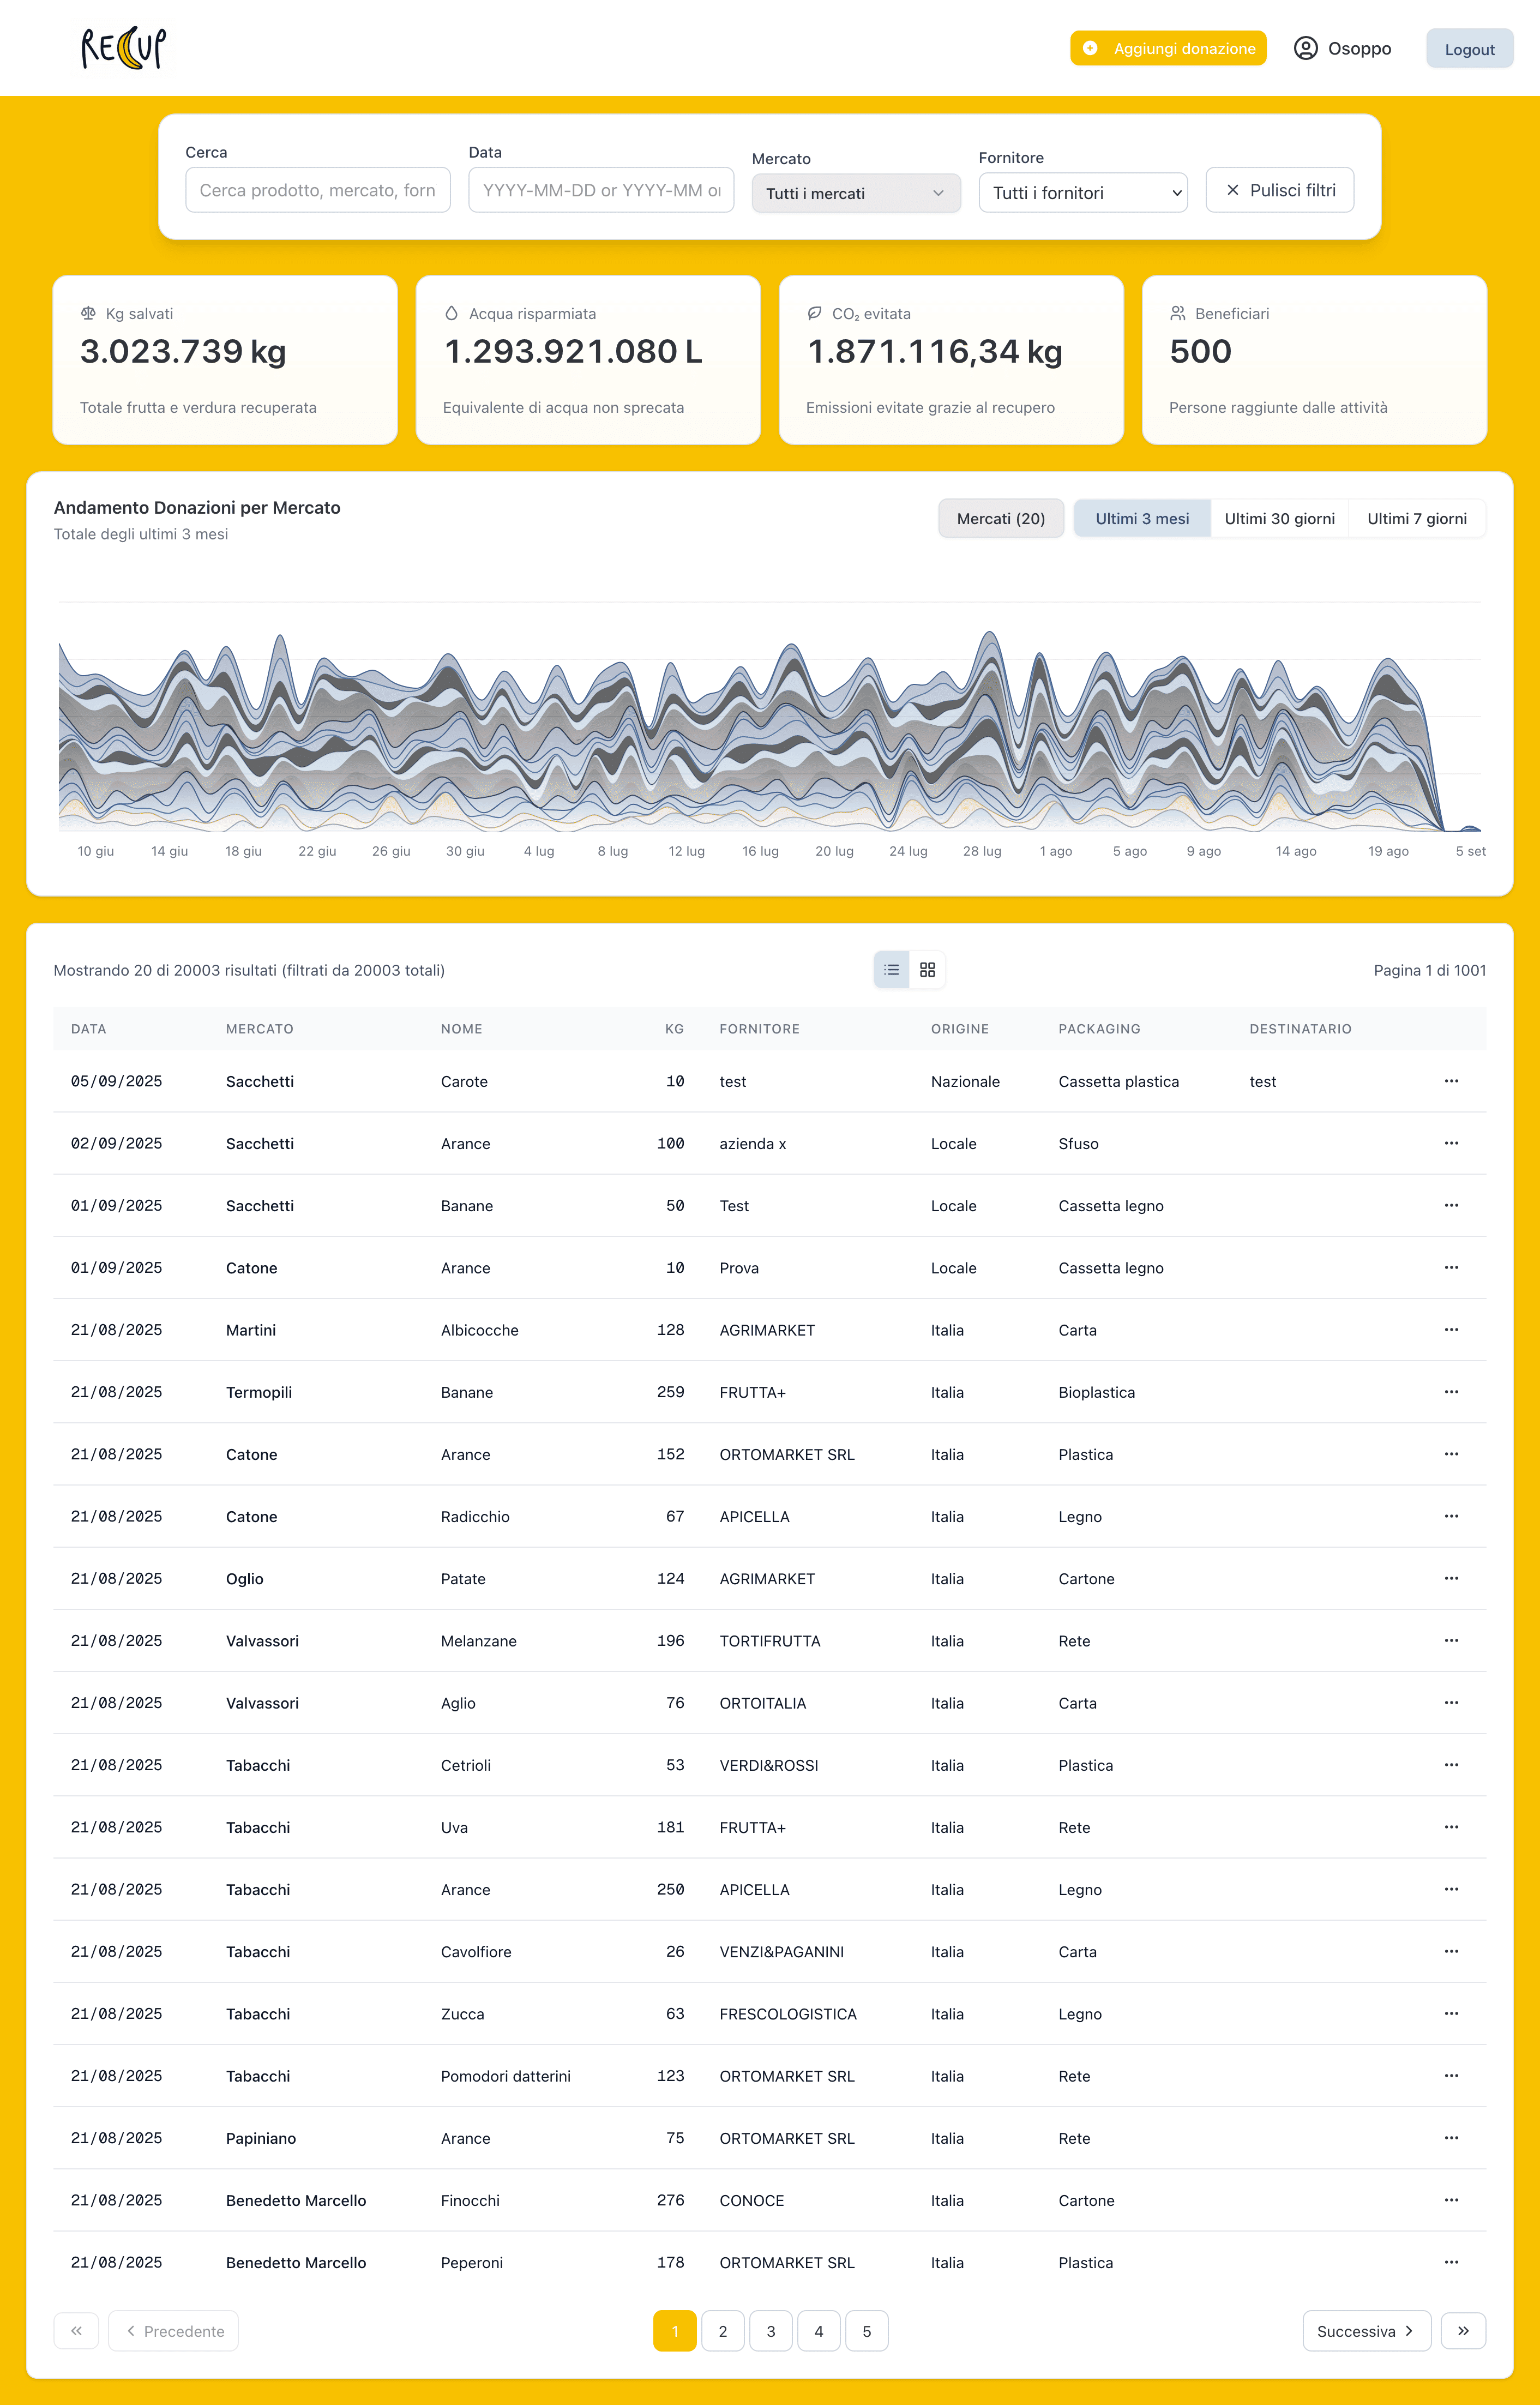 RECUP
Aggiungi donazione
Osoppo
Logout
Cerca
Data
Mercato
Fornitore
Cerca prodotto, mercato, forn
YYYY-MM-DD or YYYY-MM or
Tutti i mercati
Tutti i fornitori
Pulisci filtri
Kg salvati
3.023.739 kg
Totale frutta e verdura recuperata
Acqua risparmiata
1.293.921.080 L
Equivalente di acqua non sprecata
CO₂ evitata
1.871.116,34 kg
Emissioni evitate grazie al recupero
Beneficiari
500
Persone raggiunte dalle attività
Andamento Donazioni per Mercato
Totale degli ultimi 3 mesi
Mercati (20)
Ultimi 3 mesi
Ultimi 30 giorni
Ultimi 7 giorni
10 giu 14 giu 18 giu 22 giu 26 giu 30 giu 4 lug 8 lug 12 lug 16 lug 20 lug 24 lug 28 lug 1 ago 5 ago 9 ago 14 ago 19 ago 5 set
Mostrando 20 di 20003 risultati (filtrati da 20003 totali)
Pagina 1 di 1001
DATA MERCATO NOME KG FORNITORE ORIGINE PACKAGING DESTINATARIO
05/09/2025 Sacchetti Carote 10 test Nazionale Cassetta plastica test
02/09/2025 Sacchetti Arance 100 azienda x Locale Sfuso
01/09/2025 Sacchetti Banane 50 Test Locale Cassetta legno
01/09/2025 Catone Arance 10 Prova Locale Cassetta legno
21/08/2025 Martini Albicocche 128 AGRIMARKET Italia Carta
21/08/2025 Termopili Banane 259 FRUTTA+ Italia Bioplastica
21/08/2025 Catone Arance 152 ORTOMARKET SRL Italia Plastica
21/08/2025 Catone Radicchio 67 APICELLA Italia Legno
21/08/2025 Oglio Patate 124 AGRIMARKET Italia Cartone
21/08/2025 Valvassori Melanzane 196 TORTIFRUTTA Italia Rete
21/08/2025 Valvassori Aglio 76 ORTOITALIA Italia Carta
21/08/2025 Tabacchi Cetrioli 53 VERDI&ROSSI Italia Plastica
21/08/2025 Tabacchi Uva 181 FRUTTA+ Italia Rete
21/08/2025 Tabacchi Arance 250 APICELLA Italia Legno
21/08/2025 Tabacchi Cavolfiore 26 VENZI&PAGANINI Italia Carta
21/08/2025 Tabacchi Zucca 63 FRESCOLOGISTICA Italia Legno
21/08/2025 Tabacchi Pomodori datterini 123 ORTOMARKET SRL Italia Rete
21/08/2025 Papiniano Arance 75 ORTOMARKET SRL Italia Rete
21/08/2025 Benedetto Marcello Finocchi 276 CONOCE Italia Cartone
21/08/2025 Benedetto Marcello Peperoni 178 ORTOMARKET SRL Italia Plastica
Precedente
1 2 3 4 5
Successiva